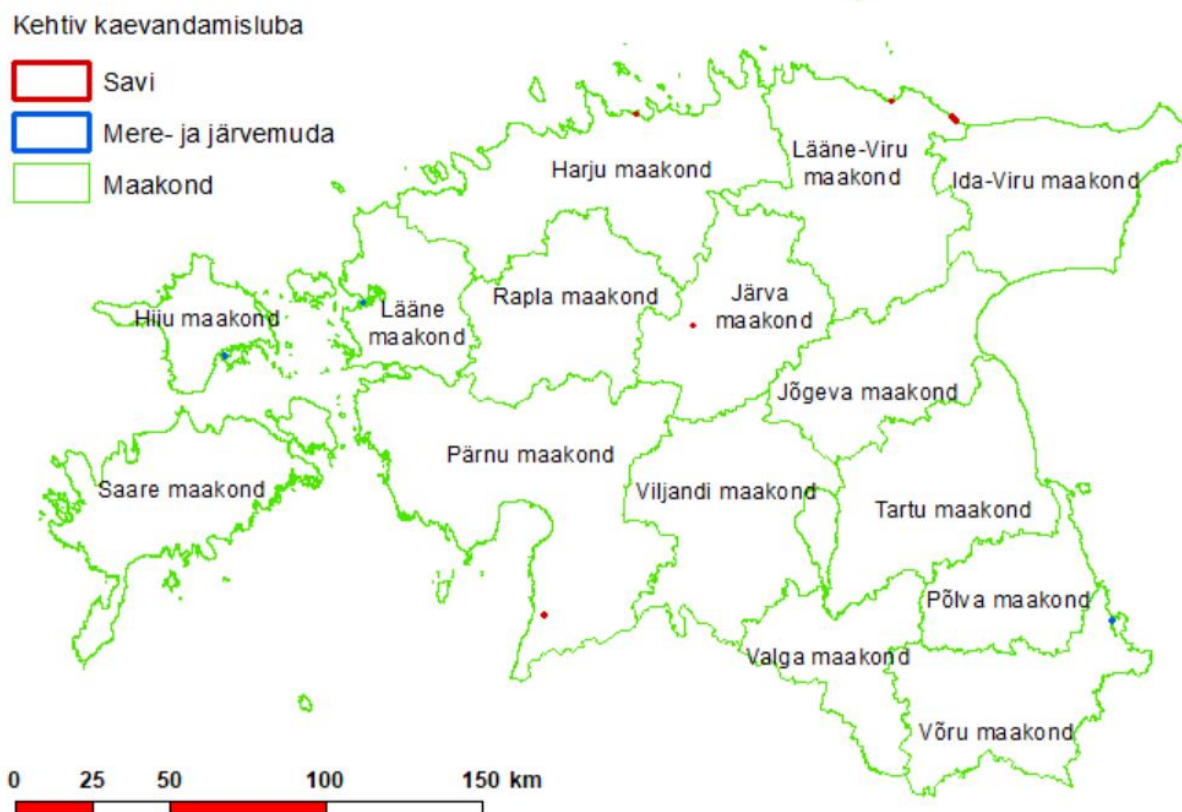 Kehtiv kaevandamisluba
Savi
Mere- ja järvemuda
Maakond
Harju maakond
Lääne-Viru
maakond
Ida-Viru maakond
Hiiu maakond
Lääne
maakond
Rapla maakond
Järva
maakond
Jõgeva maakond
Saare maakond
Pärnu maakond
Viljandi maakond
Tartu maakond
Põlva maakond
Valga maakond
Võru maakond
0 25 50 100 150 km